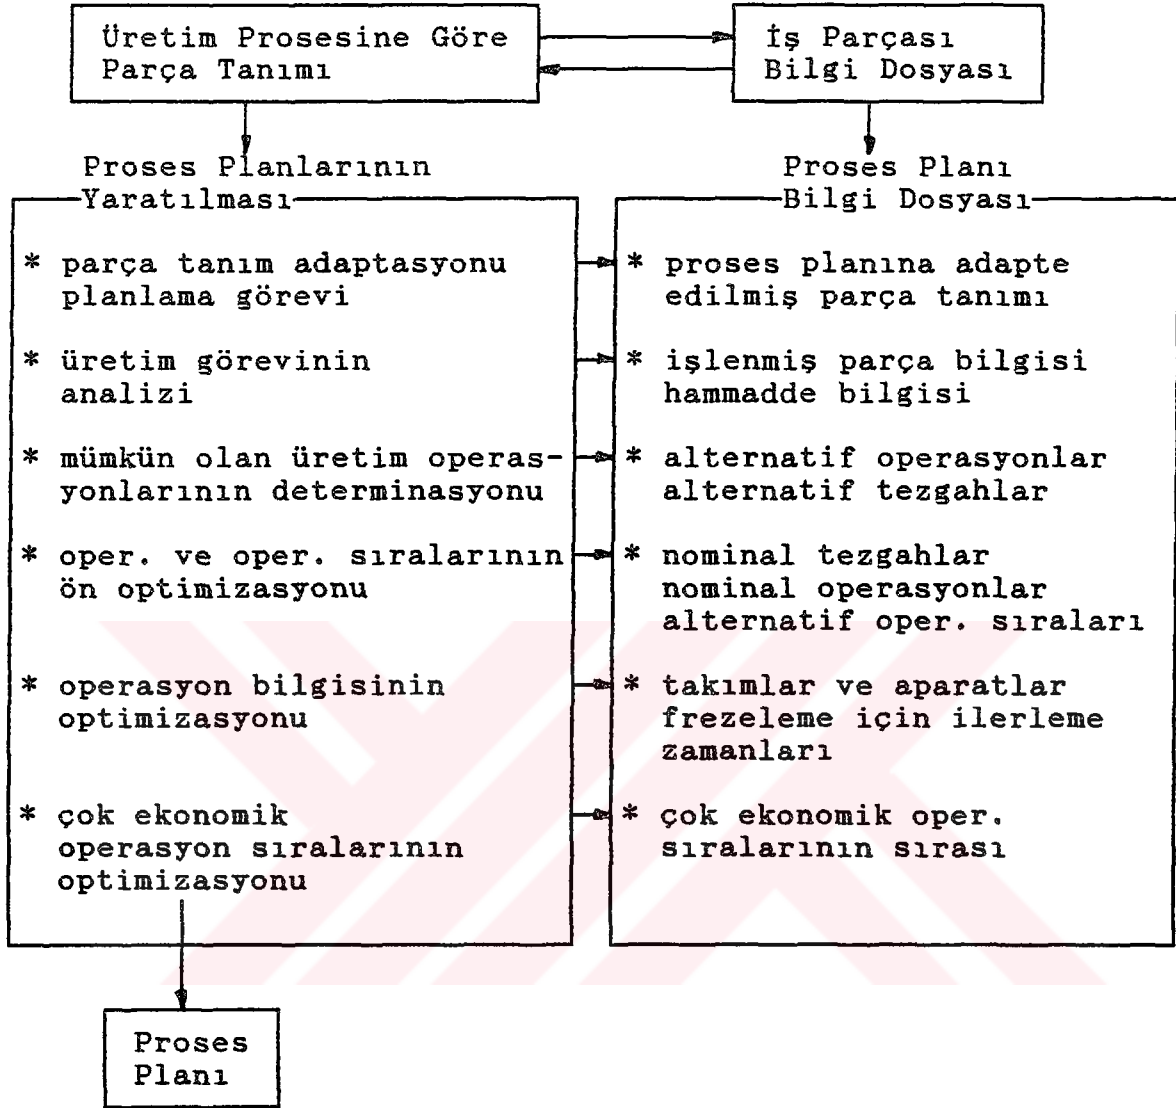 Üretim Prosesine Göre
Parça Tanımı
İş Parçası
Bilgi Dosyası
Proses Planlarının
Yaratılması
* parça tanım adaptasyonu
planlama görevi
* üretim görevinin
analizi
* mümkün olan üretim operas-
yonlarının determinasyonu
* oper. ve oper. sıralarının
ön optimizasyonu
* operasyon bilgisinin
optimizasyonu
* çok ekonomik
operasyon sıralarının
optimizasyonu
Proses Planı
Bilgi Dosyası
* proses planına adapte
edilmiş parça tanımı
* işlenmiş parça bilgisi
hammadde bilgisi
* alternatif operasyonlar
alternatif tezgahlar
* nominal tezgahlar
nominal operasyonlar
alternatif oper. sıraları
* takımlar ve aparatlar
frezeleme için ilerleme
zamanları
* çok ekonomik oper.
sıralarının sırası
Proses
Planı